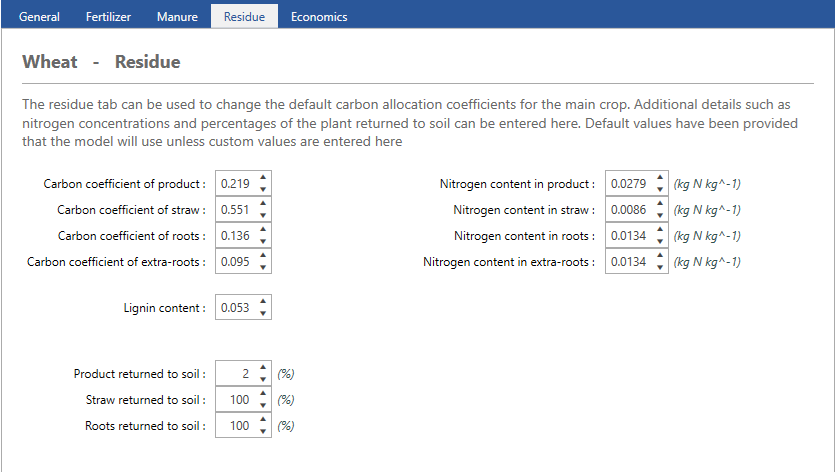 General Fertilizer Manure Residue Economics
Wheat - Residue
The residue tab can be used to change the default carbon allocation coefficients for the main crop. Additional details such as
nitrogen concentrations and percentages of the plant returned to soil can be entered here. Default values have been provided
that the model will use unless custom values are entered here
Carbon coefficient of product : 0.219 Nitrogen content in product : 0.0279 (kg N kg^-1)
Carbon coefficient of straw : 0.551 Nitrogen content in straw : 0.0086 (kg N kg^-1)
Carbon coefficient of roots : 0.136 Nitrogen content in roots : 0.0134 (kg N kg^-1)
Carbon coefficient of extra-roots : 0.095 Nitrogen content in extra-roots : 0.0134 (kg N kg^-1)
Lignin content : 0.053
Product returned to soil : 2 (%)
Straw returned to soil : 100 (%)
Roots returned to soil : 100 (%)